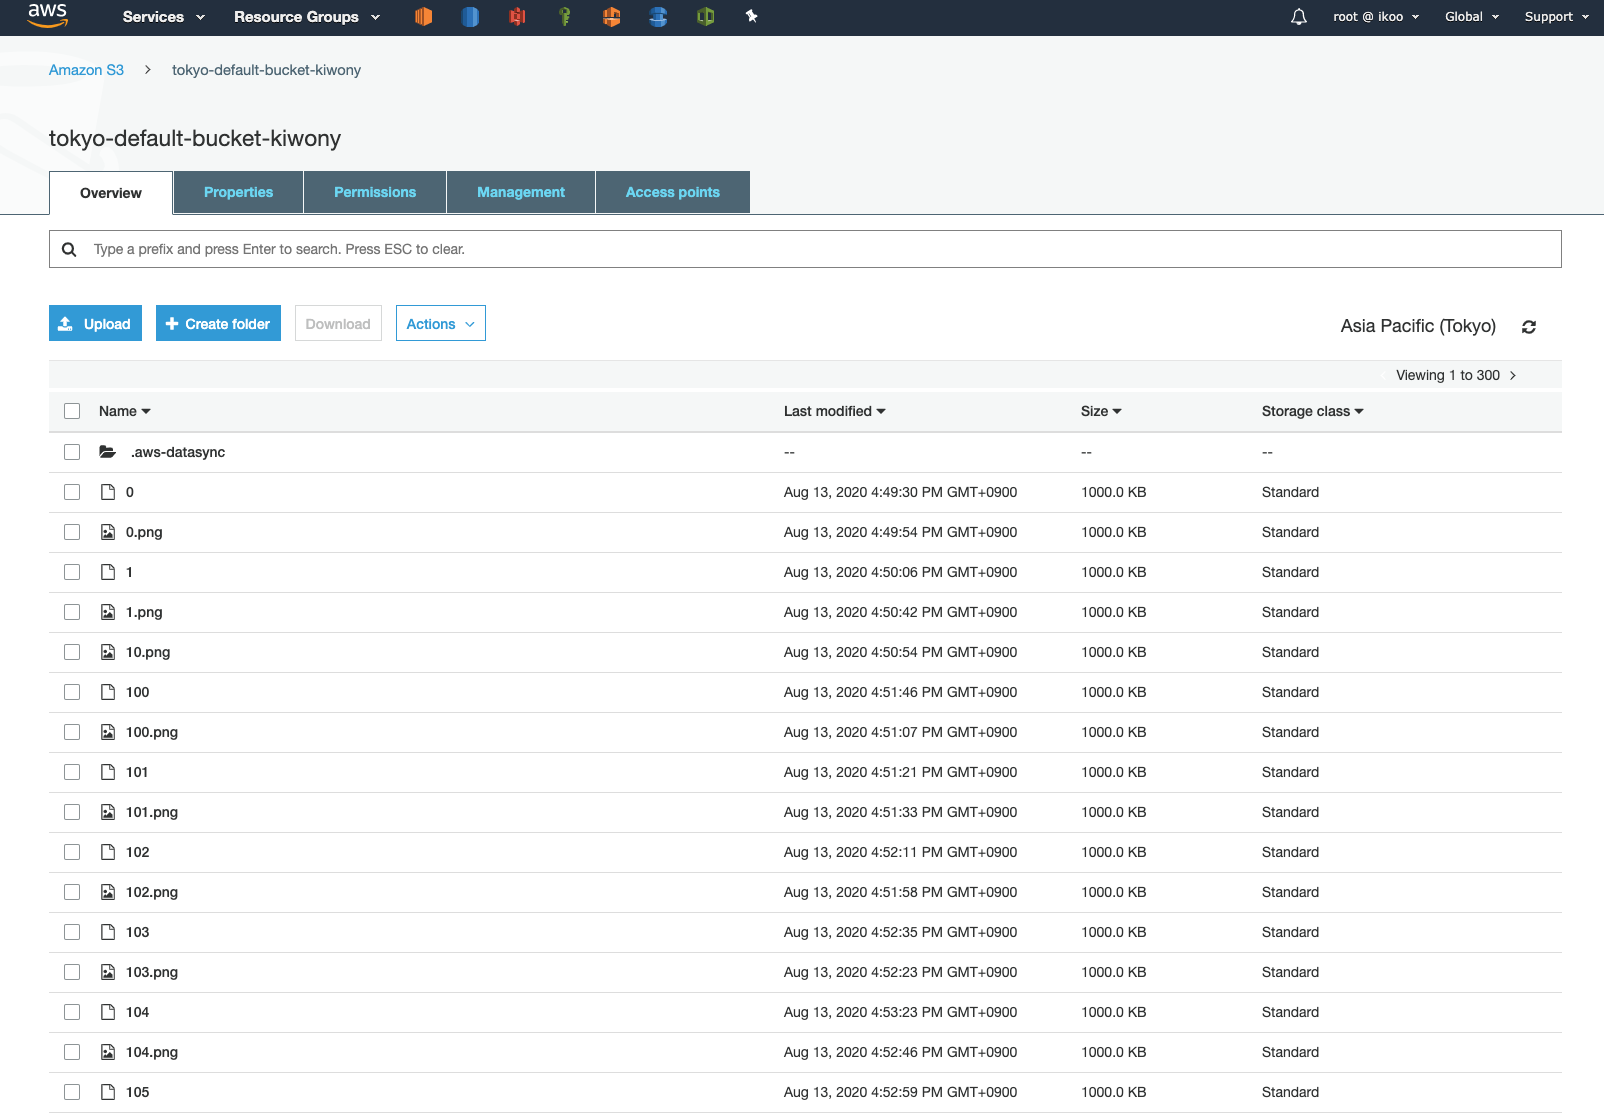 aws Services Resource Groups root @ ikoo Global Support
Amazon S3 > tokyo-default-bucket-kiwony
tokyo-default-bucket-kiwony
Overview Properties Permissions Management Access points
Type a prefix and press Enter to search. Press ESC to clear.
Upload + Create folder Download Actions Asia Pacific (Tokyo)
Viewing 1 to 300 >
Name Last modified Size Storage class
.aws-datasync -- -- --
0 Aug 13, 2020 4:49:30 PM GMT+0900 1000.0 KB Standard
0.png Aug 13, 2020 4:49:54 PM GMT+0900 1000.0 KB Standard
1 Aug 13, 2020 4:50:06 PM GMT+0900 1000.0 KB Standard
1.png Aug 13, 2020 4:50:42 PM GMT+0900 1000.0 KB Standard
10.png Aug 13, 2020 4:50:54 PM GMT+0900 1000.0 KB Standard
100 Aug 13, 2020 4:51:46 PM GMT+0900 1000.0 KB Standard
100.png Aug 13, 2020 4:51:07 PM GMT+0900 1000.0 KB Standard
101 Aug 13, 2020 4:51:21 PM GMT+0900 1000.0 KB Standard
101.png Aug 13, 2020 4:51:33 PM GMT+0900 1000.0 KB Standard
102 Aug 13, 2020 4:52:11 PM GMT+0900 1000.0 KB Standard
102.png Aug 13, 2020 4:51:58 PM GMT+0900 1000.0 KB Standard
103 Aug 13, 2020 4:52:35 PM GMT+0900 1000.0 KB Standard
103.png Aug 13, 2020 4:52:23 PM GMT+0900 1000.0 KB Standard
104 Aug 13, 2020 4:53:23 PM GMT+0900 1000.0 KB Standard
104.png Aug 13, 2020 4:52:46 PM GMT+0900 1000.0 KB Standard
105 Aug 13, 2020 4:52:59 PM GMT+0900 1000.0 KB Standard